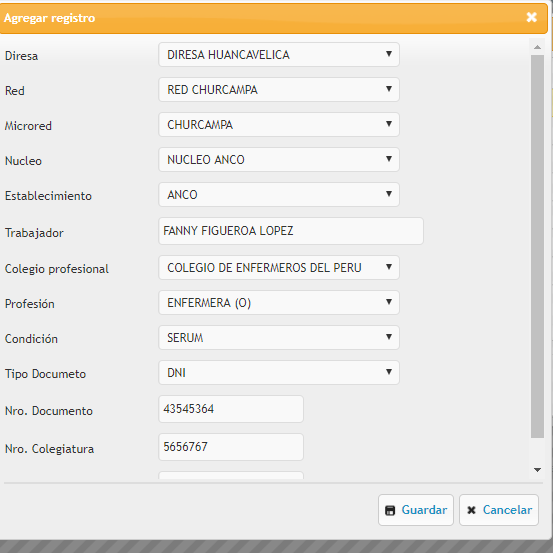 Agregar registro
Diresa DIRESA HUANCAVELICA
Red RED CHURCAMPA
Microred CHURCAMPA
Nucleo NUCLEO ANCO
Establecimiento ANCO
Trabajador FANNY FIGUEROA LOPEZ
Colegio profesional COLEGIO DE ENFERMEROS DEL PERU
Profesión ENFERMERA (O)
Condición SERUM
Tipo Documeto DNI
Nro. Documento 43545364
Nro. Colegiatura 5656767
Guardar Cancelar